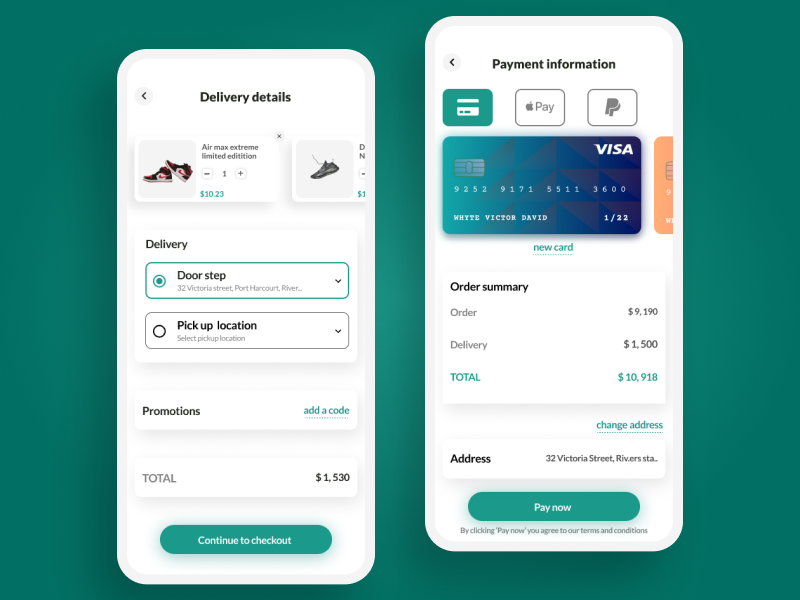 Delivery details
Air max extreme
limited editition
1
$10.23
D
N
$1
Delivery
Door step
32 Victoria street, Port Harcourt, River...
Pick up location
Select pickup location
Promotions
add a code
TOTAL
$ 1, 530
Continue to checkout
Payment information
Pay
VISA
9252 9171 5511 3600
WHYTE VICTOR DAVID
1/22
9
WH
new card
Order summary
Order
$ 9, 190
Delivery
$ 1, 500
TOTAL
$ 10, 918
change address
Address
32 Victoria Street, Riv.ers sta..
Pay now
By clicking 'Pay now' you agree to our terms and conditions